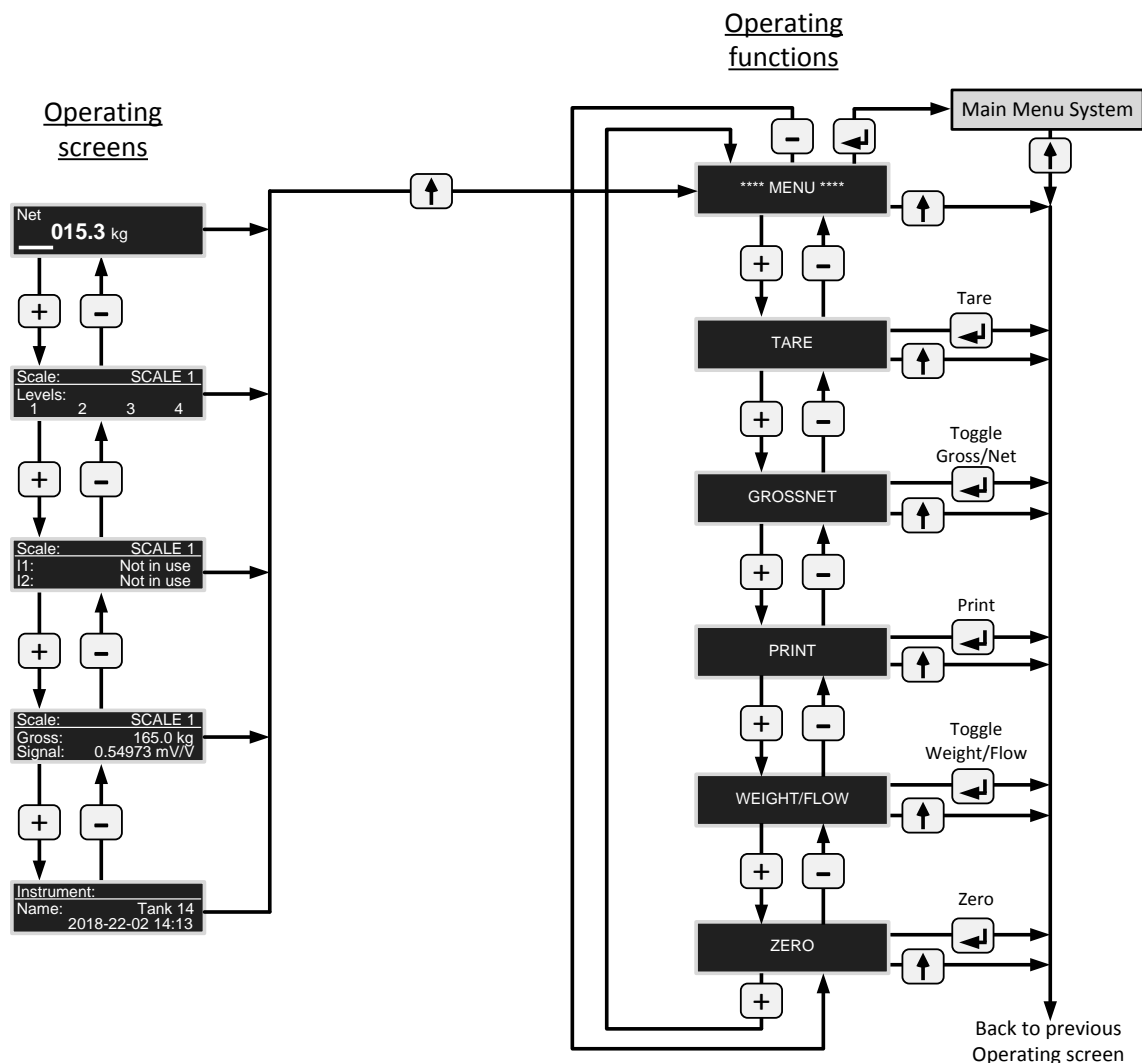 Operating
functions
Main Menu System
Operating
screens
**** MENU ****
Net
015.3 kg
+
-
Scale: SCALE 1
Levels:
1 2 3 4
+
-
Scale: SCALE 1
I1: Not in use
I2: Not in use
+
-
Scale: SCALE 1
Gross: 165.0 kg
Signal: 0.54973 mV/V
+
-
Instrument:
Name: Tank 14
2018-22-02 14:13
-
+
-
Tare
TARE
+
-
Toggle
Gross/Net
GROSSNET
+
-
Print
PRINT
+
-
Toggle
Weight/Flow
WEIGHT/FLOW
+
-
Zero
ZERO
+
Back to previous
Operating screen